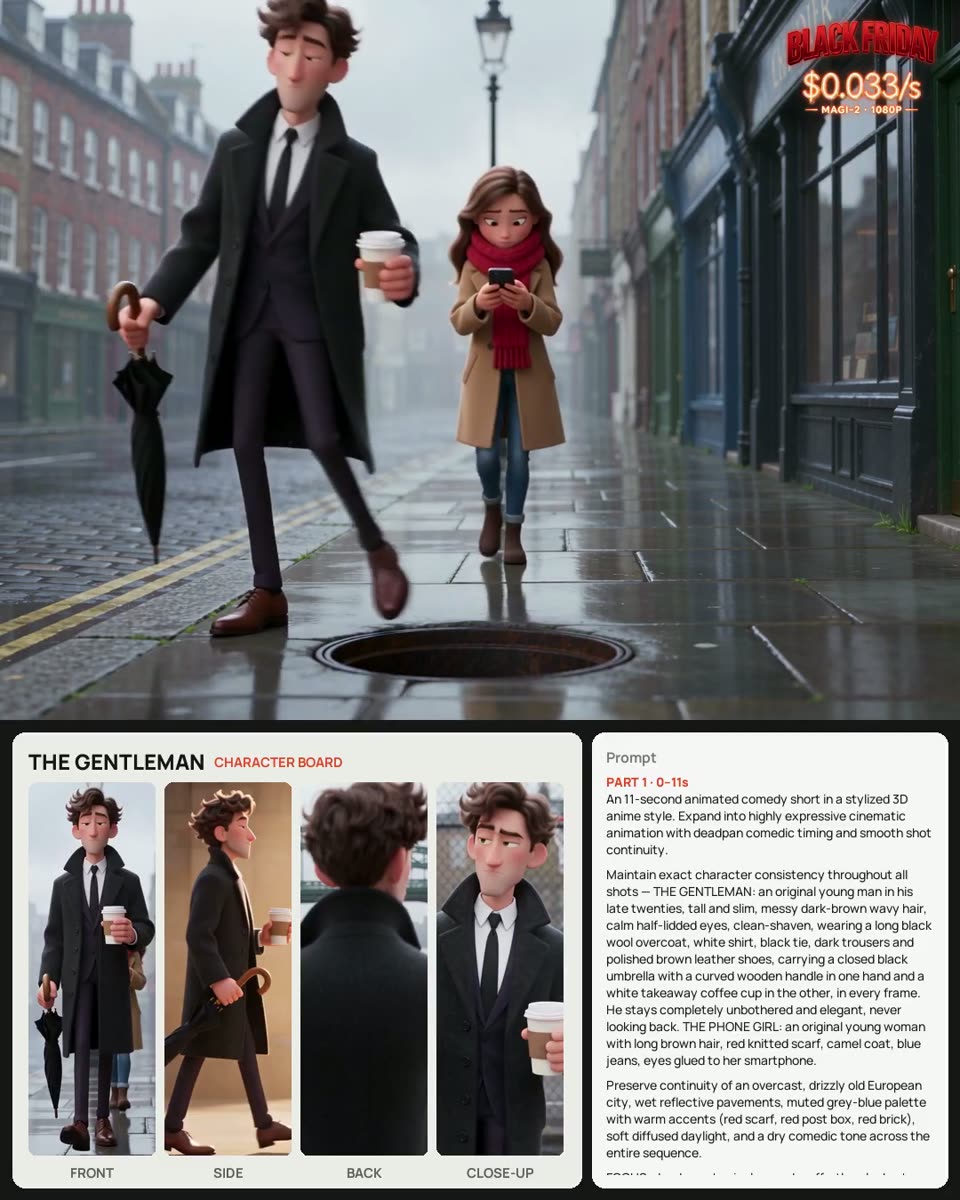 BLACK FRIDAY
$0.033/s
MAGI-2 · 1080P
THE GENTLEMAN CHARACTER BOARD
FRONT
SIDE
BACK
CLOSE-UP
Prompt
PART 1 · 0–11s
An 11-second animated comedy short in a stylized 3D
anime style. Expand into highly expressive cinematic
animation with deadpan comedic timing and smooth shot
continuity.
Maintain exact character consistency throughout all
shots — THE GENTLEMAN: an original young man in his
late twenties, tall and slim, messy dark-brown wavy hair,
calm half-lidded eyes, clean-shaven, wearing a long black
wool overcoat, white shirt, black tie, dark trousers and
polished brown leather shoes, carrying a closed black
umbrella with a curved wooden handle in one hand and a
white takeaway coffee cup in the other, in every frame.
He stays completely unbothered and elegant, never
looking back. THE PHONE GIRL: an original young woman
with long brown hair, red knitted scarf, camel coat, blue
jeans, eyes glued to her smartphone.
Preserve continuity of an overcast, drizzly old European
city, wet reflective pavements, muted grey-blue palette
with warm accents (red scarf, red post box, red brick),
soft diffused daylight, and a dry comedic tone across the
entire sequence.